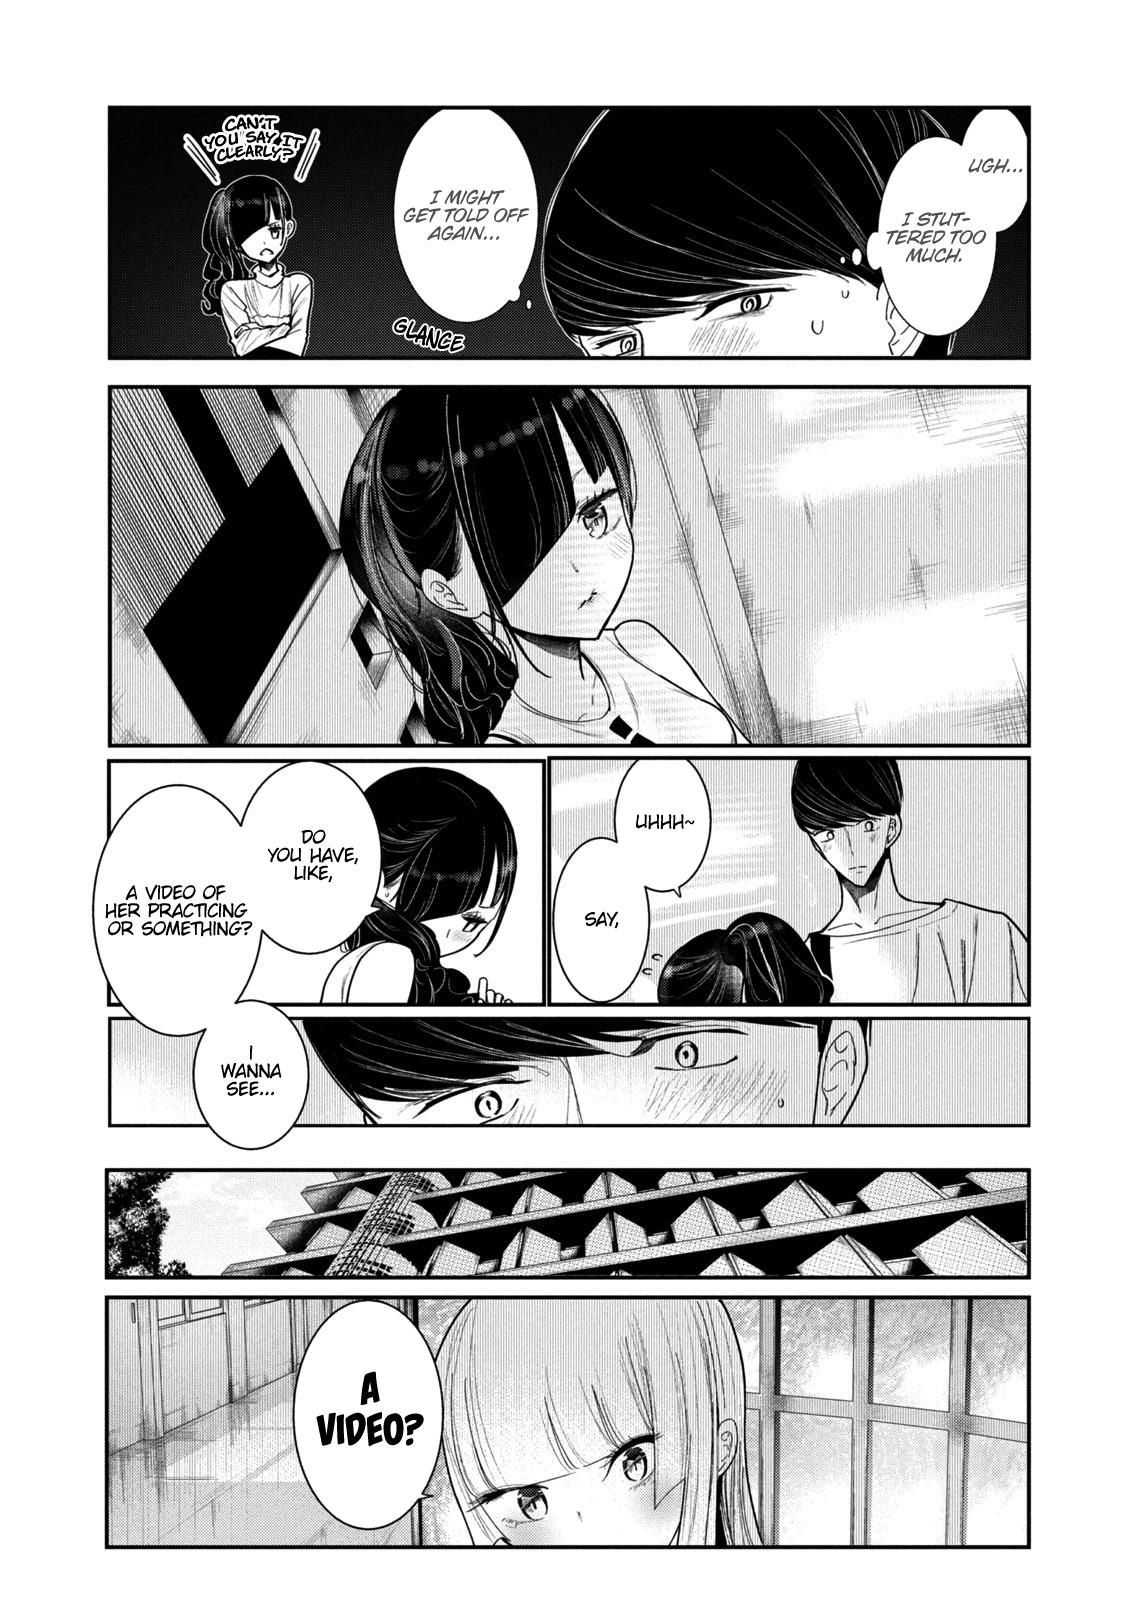 UGH...
I STUT-
TERED TOO
MUCH.
I MIGHT
GET TOLD OFF
AGAIN...
CAN'T
YOU SAY IT
CLEARLY?
GLANCE
UHHH~
SAY,
DO
YOU HAVE,
LIKE,
A VIDEO OF
HER PRACTICING
OR SOMETHING?
I
WANNA
SEE...
A
VIDEO?